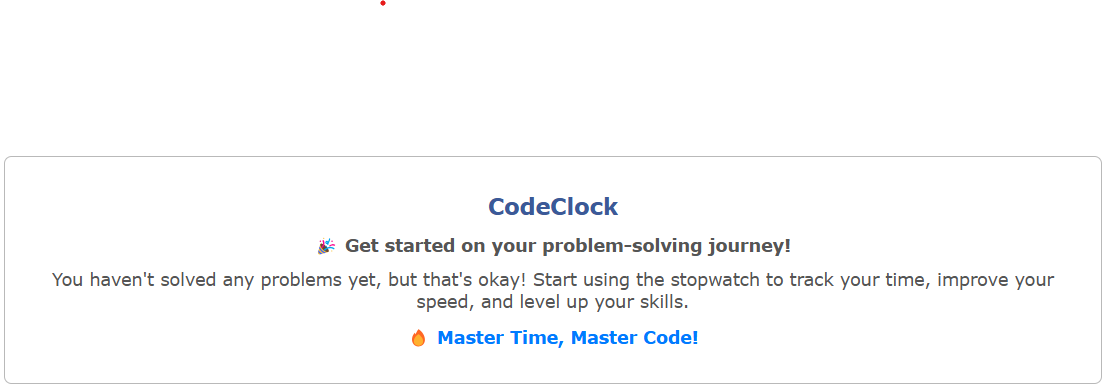 CodeClock
🎉 Get started on your problem-solving journey!
You haven't solved any problems yet, but that's okay! Start using the stopwatch to track your time, improve your
speed, and level up your skills.
🔥 Master Time, Master Code!